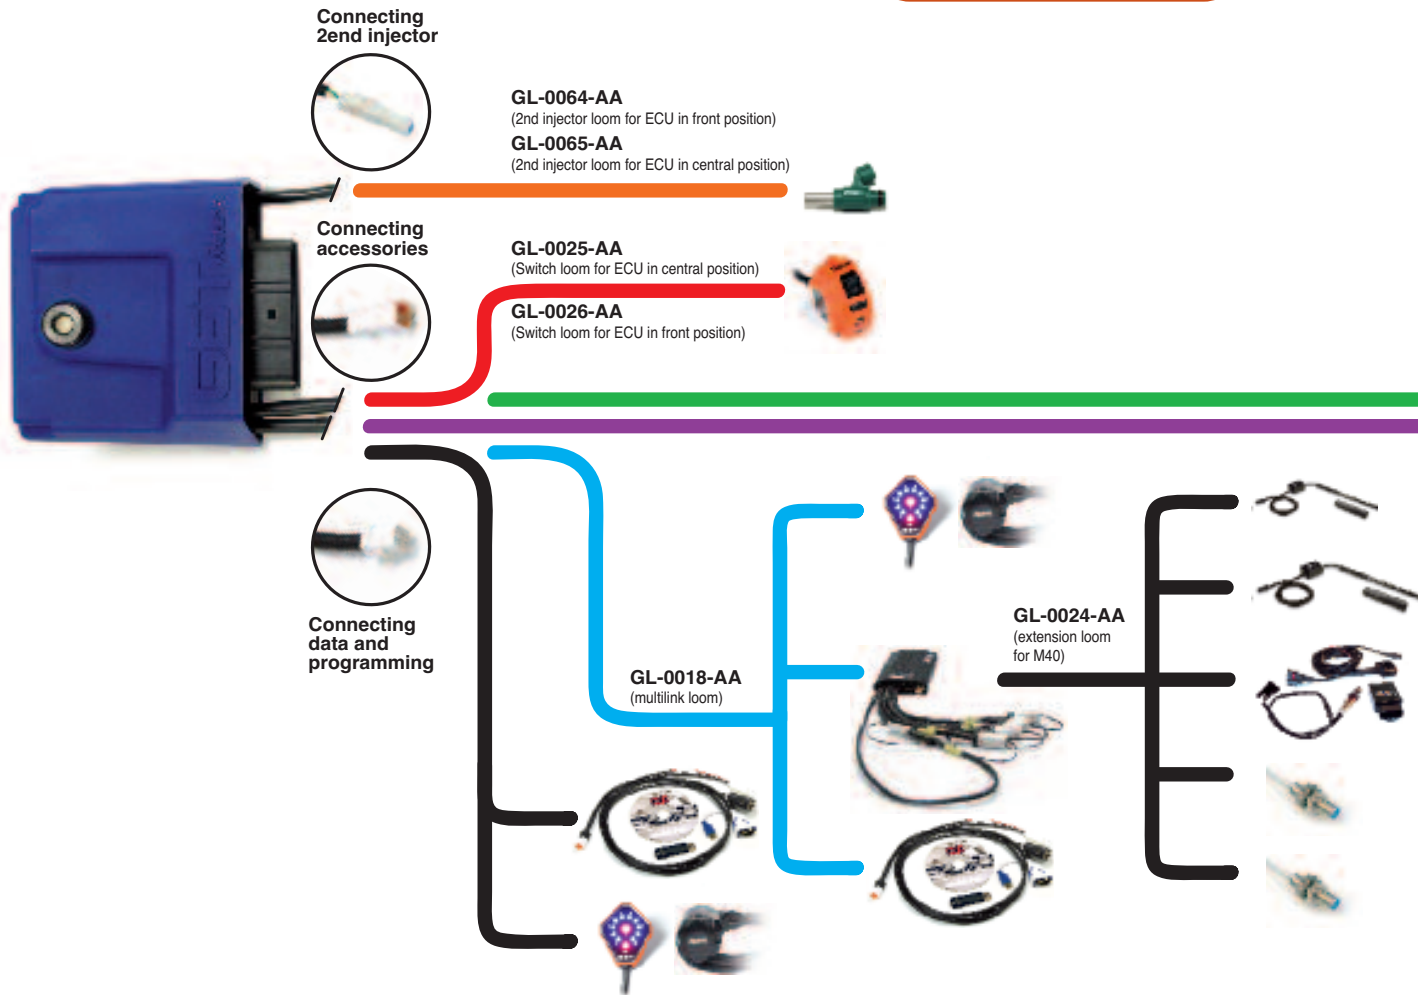 Connecting
2end injector
GL-0064-AA
(2nd injector loom for ECU in front position)
GL-0065-AA
(2nd injector loom for ECU in central position)
Connecting
accessories
GL-0025-AA
(Switch loom for ECU in central position)
GL-0026-AA
(Switch loom for ECU in front position)
GET
Connecting
data and
programming
GL-0018-AA
(multilink loom)
GL-0024-AA
(extension loom
for M40)